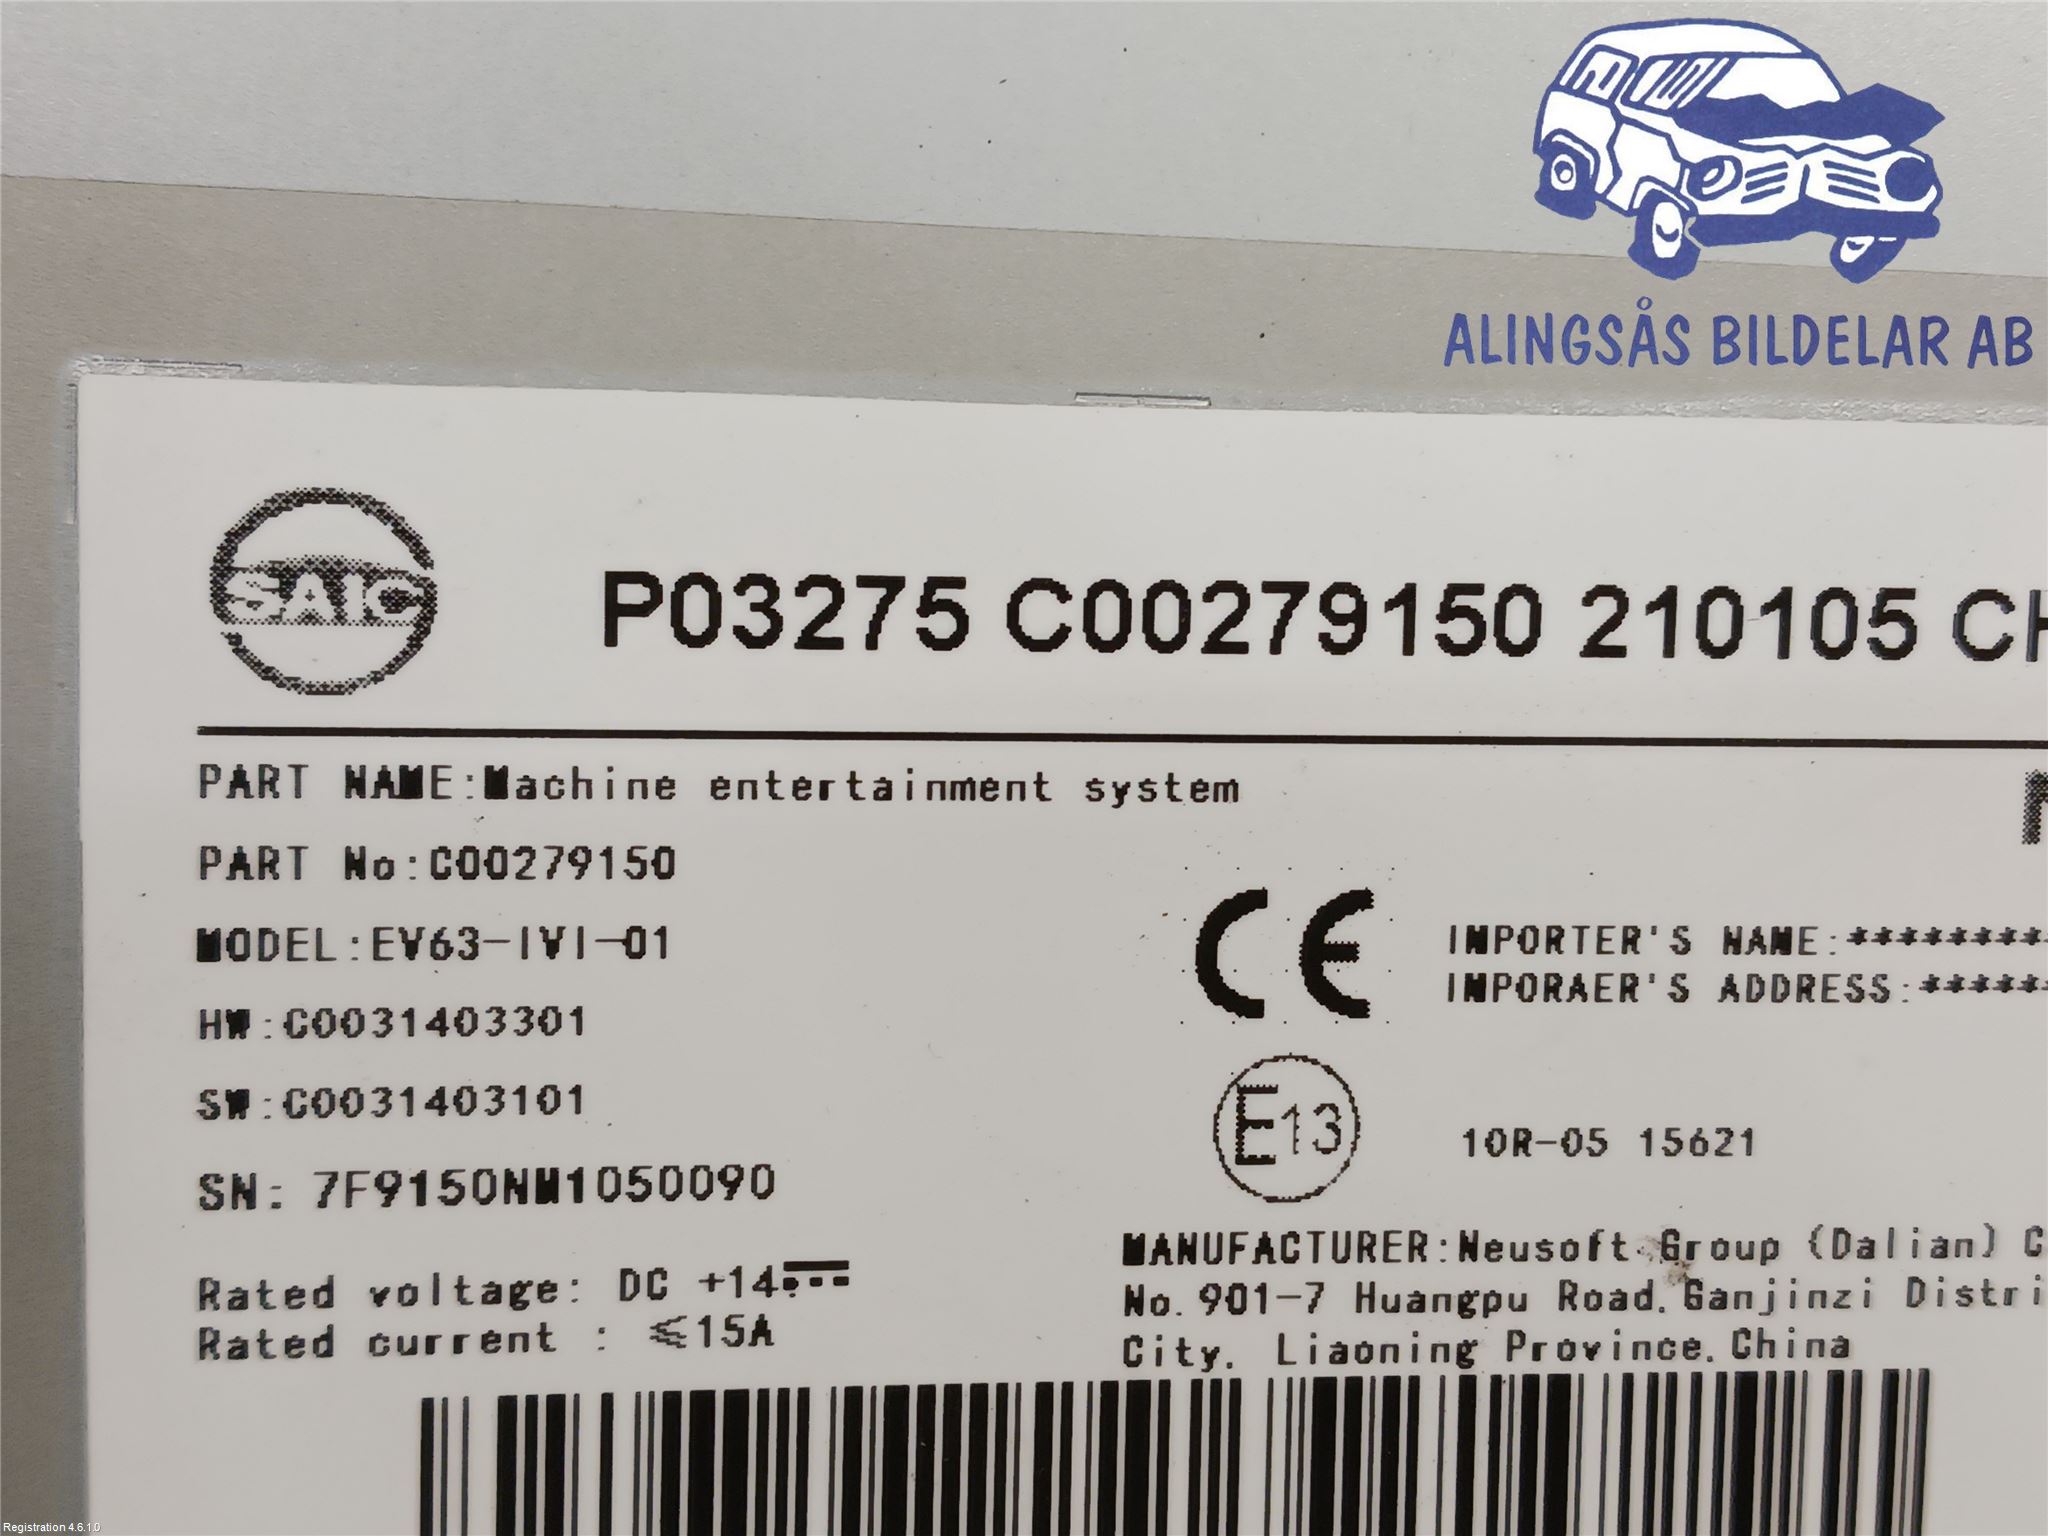 ALINGSÅS BILDELAR AB
SAIC
P03275 C00279150 210105 CH
PART NAME:Machine entertainment system
PART No:C00279150
MODEL:EV63-IVI-01
HW:C0031403301
SW:C0031403101
SN: 7F9150NM1050090
Rated voltage: DC +14
Rated current : ≤15A
CE
IMPORTER'S NAME:*********
IMPORAER'S ADDRESS:******
E13
10R-05 15621
MANUFACTURER:Neusoft Group (Dalian) C
No.901-7 Huangpu Road.Ganjinzi Distri
City. Liaoning Province.China
Registration 4.6.1.0